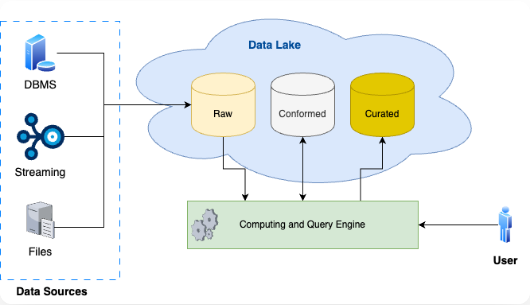 Data Lake
DBMS
Raw
Conformed
Curated
Streaming
Computing and Query Engine
Files
User
Data Sources